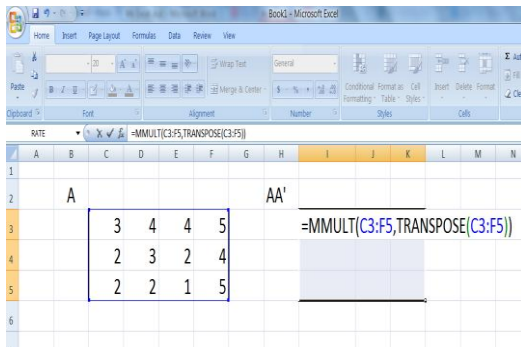 Book1 - Microsoft Excel
Home Insert Page Layout Formulas Data Review View
Paste
20
Wrap Text
Merge & Center
General
Conditional Formatting Format as Table Cell Styles
Insert Delete Format
Clipboard Font Alignment Number Styles Cells
RATE =MMULT(C3:F5,TRANSPOSE(C3:F5))
A B C D E F G H I J K L M N
1
2 A AA'
3 3 4 4 5 =MMULT(C3:F5,TRANSPOSE(C3:F5))
4 2 3 2 4
5 2 2 1 5
6